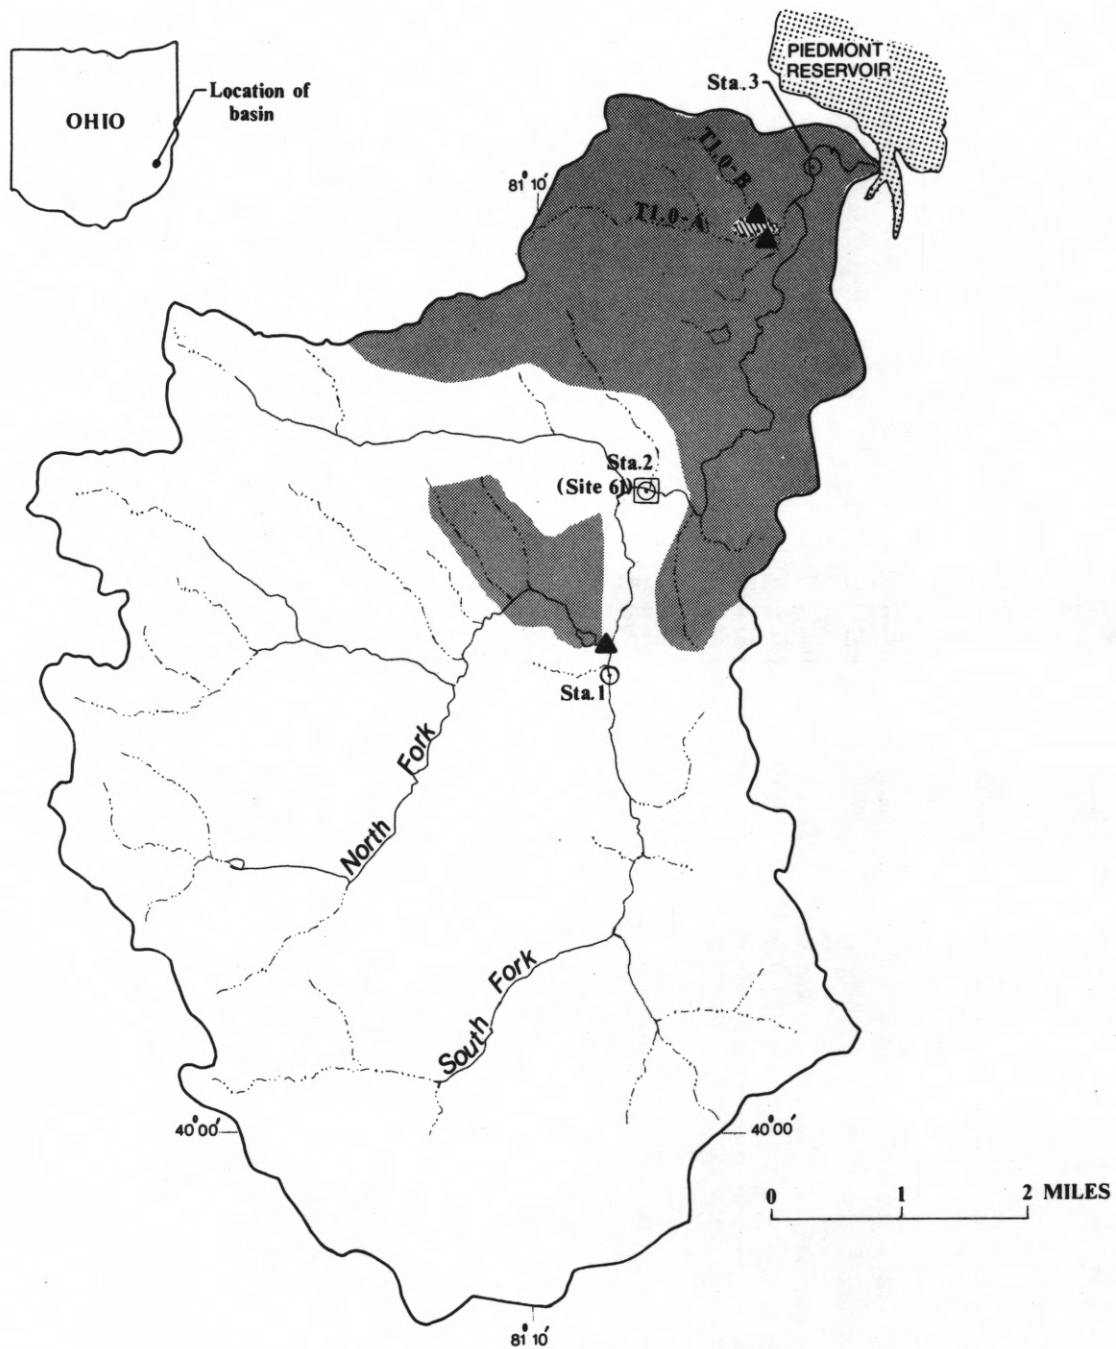 PIEDMONT
RESERVOIR
Sta.3
Location of
basin
OHIO
T1.0-B
81° 10′
T1.0-A
Sta.2
(Site 61)
Sta.1
North Fork
South Fork
40° 00′
40° 00′
0 1 2 MILES
81° 10′